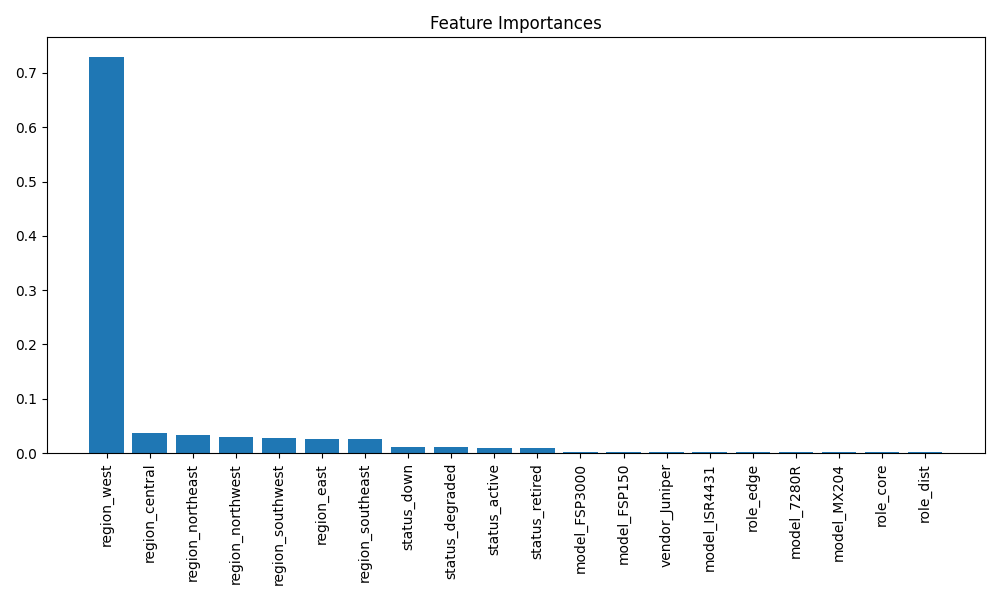 Feature Importances
0.7
0.6
0.5
0.4
0.3
0.2
0.1
0.0
region_west
region_central
region_northeast
region_northwest
region_southwest
region_east
region_southeast
status_down
status_degraded
status_active
status_retired
model_FSP3000
model_FSP150
vendor_Juniper
model_ISR4431
role_edge
model_7280R
model_MX204
role_core
role_dist